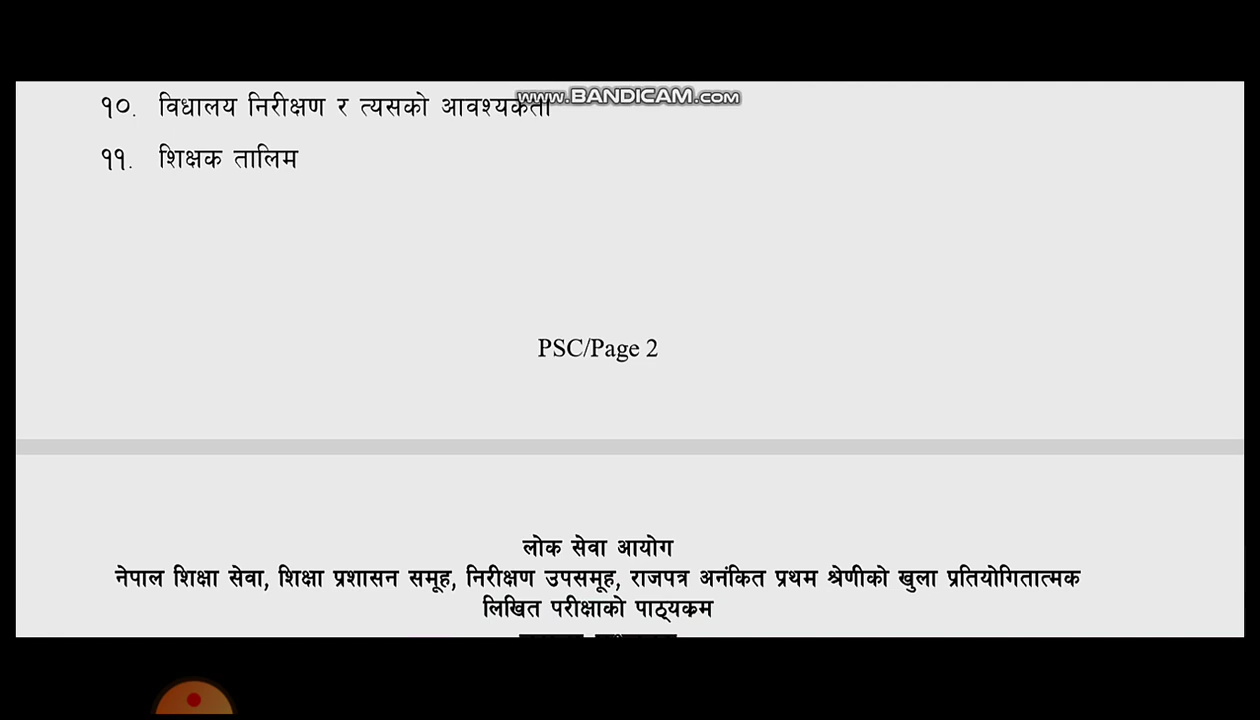 www.BANDICAM.com
१०. विधालय निरीक्षण र त्यसको आवश्यकता
११. शिक्षक तालिम
PSC/Page 2
लोक सेवा आयोग
नेपाल शिक्षा सेवा, शिक्षा प्रशासन समूह, निरीक्षण उपसमूह, राजपत्र अनंकित प्रथम श्रेणीको खुला प्रतियोगितात्मक
लिखित परीक्षाको पाठ्यक्रम